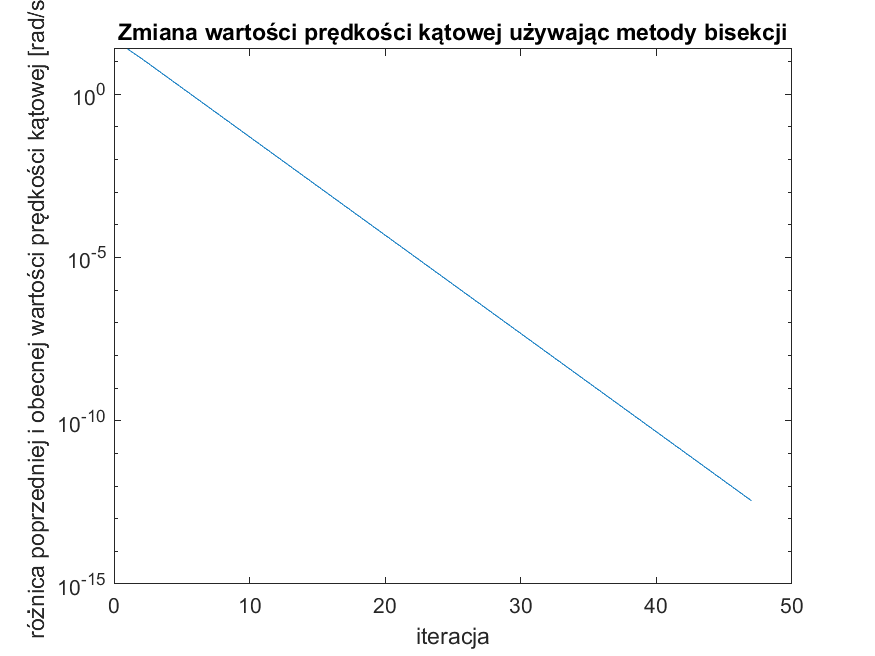 Zmiana wartości prędkości kątowej używając metody bisekcji
różnica poprzedniej i obecnej wartości prędkości kątowej [rad/s
10^0
10^-5
10^-10
10^-15
0 10 20 30 40 50
iteracja